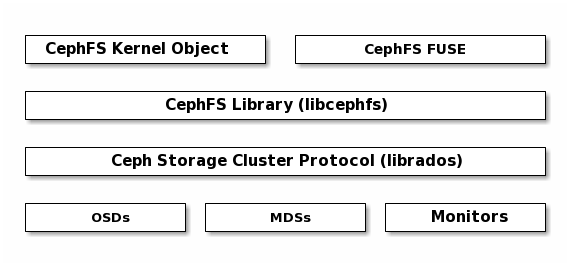 CephFS Kernel Object
CephFS FUSE
CephFS Library (libcephfs)
Ceph Storage Cluster Protocol (librados)
OSDs
MDSs
Monitors